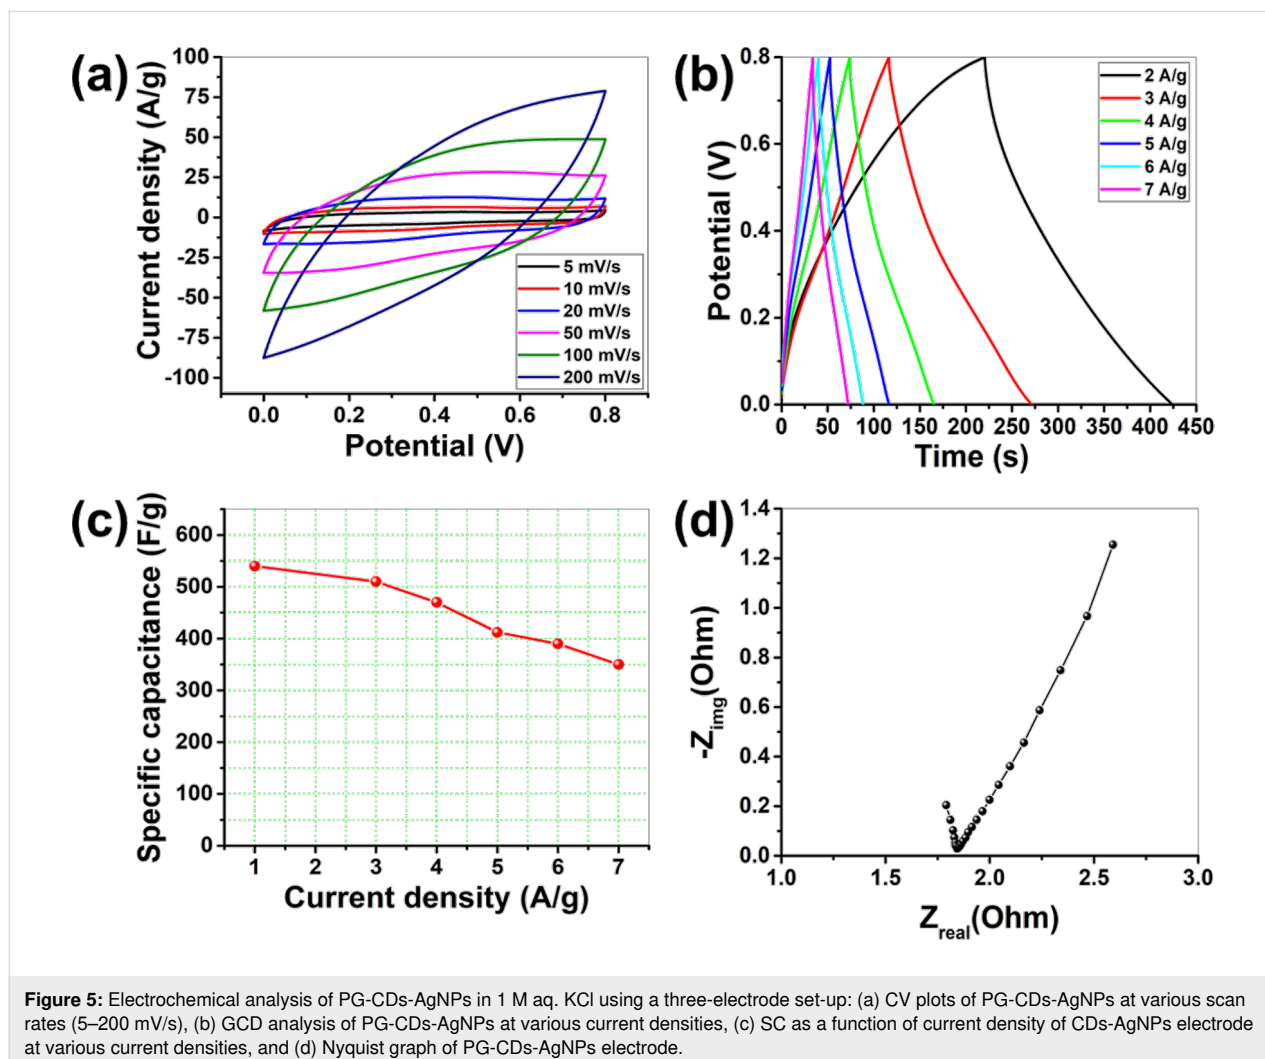 (a)
Current density (A/g)
100
75
50
25
0
-25
-50
-75
-100
5 mV/s
10 mV/s
20 mV/s
50 mV/s
100 mV/s
200 mV/s
0.0 0.2 0.4 0.6 0.8
Potential (V)
(b)
Potential (V)
0.8
0.6
0.4
0.2
0.0
2 A/g
3 A/g
4 A/g
5 A/g
6 A/g
7 A/g
0 50 100 150 200 250 300 350 400 450
Time (s)
(c)
Specific capacitance (F/g)
600
500
400
300
200
100
0
1 2 3 4 5 6 7
Current density (A/g)
(d)
-Zimg(Ohm)
1.4
1.2
1.0
0.8
0.6
0.4
0.2
0.0
1.0 1.5 2.0 2.5 3.0
Zreal(Ohm)
Figure 5: Electrochemical analysis of PG-CDs-AgNPs in 1 M aq. KCl using a three-electrode set-up: (a) CV plots of PG-CDs-AgNPs at various scan
rates (5–200 mV/s), (b) GCD analysis of PG-CDs-AgNPs at various current densities, (c) SC as a function of current density of CDs-AgNPs electrode
at various current densities, and (d) Nyquist graph of PG-CDs-AgNPs electrode.